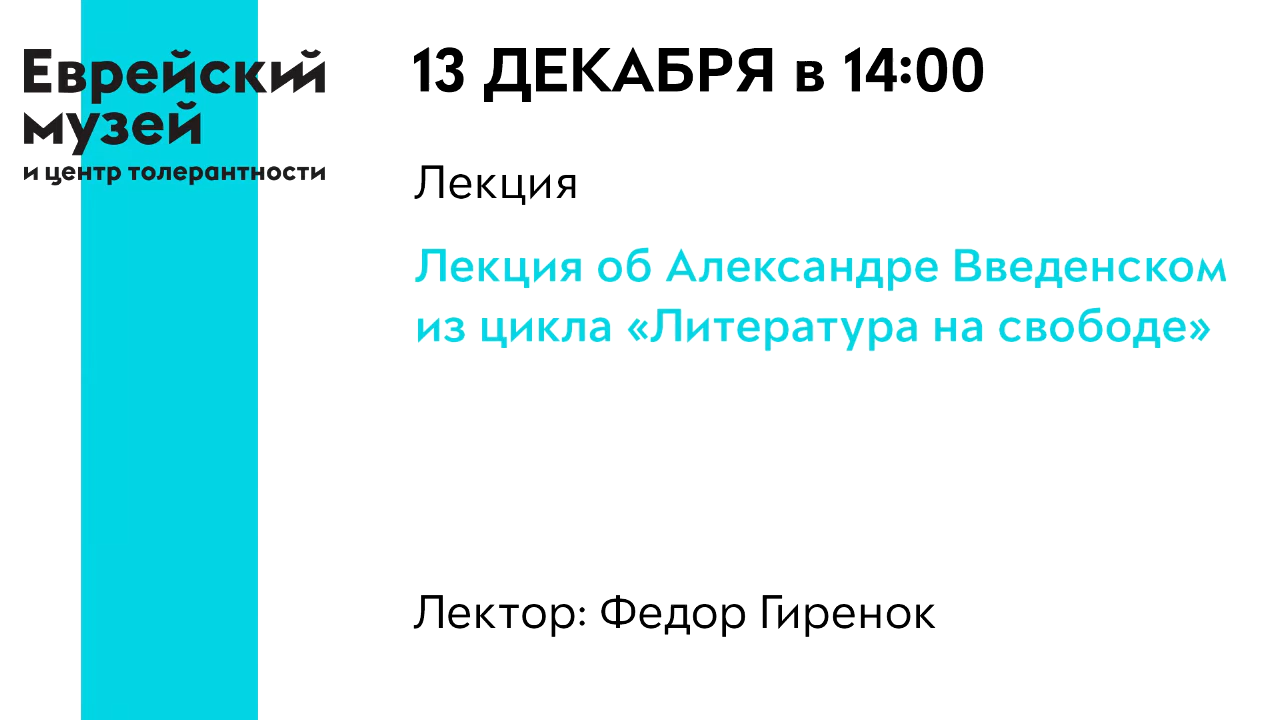 Еврейский
музей
и центр толерантности
13 ДЕКАБРЯ в 14:00
Лекция
Лекция об Александре Введенском
из цикла «Литература на свободе»
Лектор: Федор Гиренок